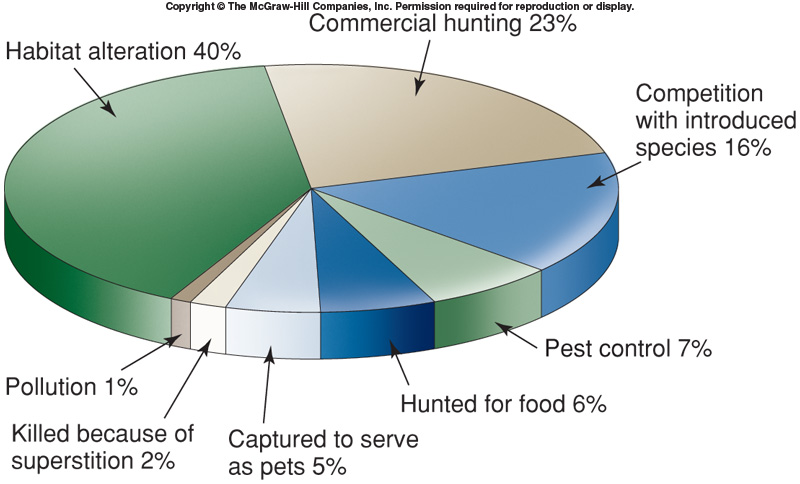 Copyright © The McGraw-Hill Companies, Inc. Permission required for reproduction or display.
Commercial hunting 23%
Habitat alteration 40%
Competition
with introduced
species 16%
Pest control 7%
Hunted for food 6%
Captured to serve
as pets 5%
Killed because of
superstition 2%
Pollution 1%